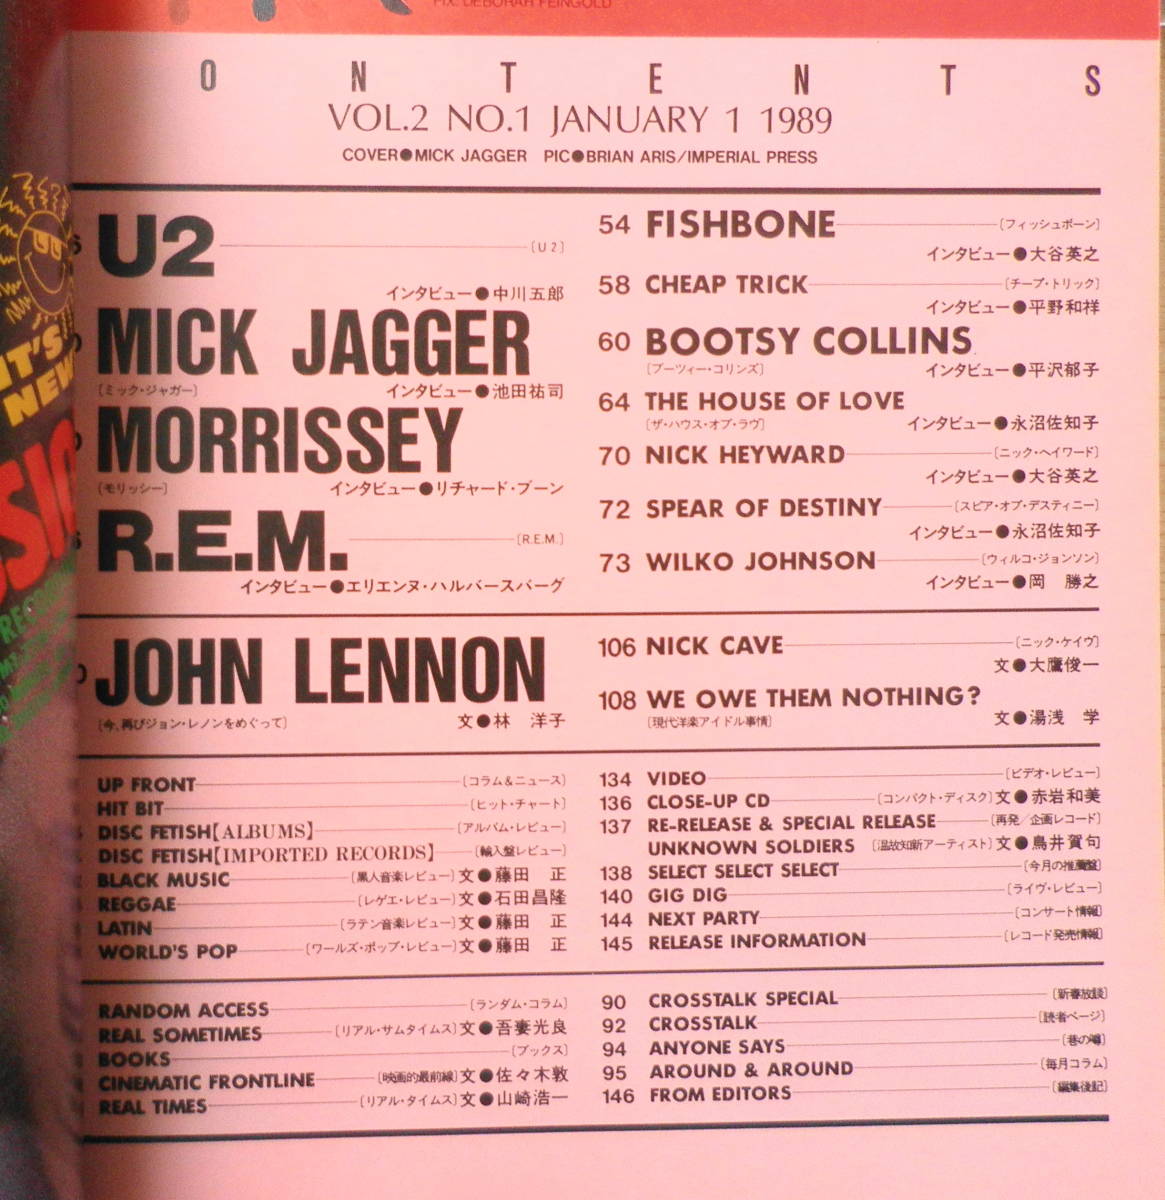 PIX: DEBORAH FEINGOLD
O N T E N T S
VOL.2 NO.1 JANUARY 1 1989
COVER●MICK JAGGER PIC●BRIAN ARIS/IMPERIAL PRESS
U2 [U2]
インタビュー●中川五郎
MICK JAGGER
[ミック・ジャガー] インタビュー●池田祐司
MORRISSEY
[モリッシー] インタビュー●リチャード・ブーン
R.E.M. [R.E.M.]
インタビュー●エリエンヌ・ハルバースバーグ
54 FISHBONE [フィッシュボーン]
インタビュー●大谷英之
58 CHEAP TRICK [チープ・トリック]
インタビュー●平野和祥
60 BOOTSY COLLINS
[ブーツィー・コリンズ] インタビュー●平沢郁子
64 THE HOUSE OF LOVE
[ザ・ハウス・オブ・ラヴ] インタビュー●永沼佐知子
70 NICK HEYWARD [ニック・ヘイワード]
インタビュー●大谷英之
72 SPEAR OF DESTINY [スピア・オブ・デスティニー]
インタビュー●永沼佐知子
73 WILKO JOHNSON [ウィルコ・ジョンソン]
インタビュー●岡 勝之
JOHN LENNON
[今、再びジョン・レノンをめぐって] 文●林 洋子
106 NICK CAVE [ニック・ケイヴ]
文●大鷹俊一
108 WE OWE THEM NOTHING?
[現代洋楽アイドル事情] 文●湯浅 学
UP FRONT [コラム&ニュース]
HIT BIT [ヒット・チャート]
DISC FETISH【ALBUMS】 [アルバム・レビュー]
DISC FETISH【IMPORTED RECORDS】 [輸入盤レビュー]
BLACK MUSIC [黒人音楽レビュー] 文●藤田 正
REGGAE [レゲエ・レビュー] 文●石田昌隆
LATIN [ラテン音楽レビュー] 文●藤田 正
WORLD'S POP [ワールズ・ポップ・レビュー] 文●藤田 正
134 VIDEO [ビデオ・レビュー]
136 CLOSE-UP CD [コンパクト・ディスク] 文●赤岩和美
137 RE-RELEASE & SPECIAL RELEASE [再発/企画レコード]
UNKNOWN SOLDIERS [温故知新アーティスト] 文●鳥井賀句
138 SELECT SELECT SELECT [今月の推薦盤]
140 GIG DIG [ライヴ・レビュー]
144 NEXT PARTY [コンサート情報]
145 RELEASE INFORMATION [レコード発売情報]
RANDOM ACCESS [ランダム・コラム]
REAL SOMETIMES [リアル・サムタイムス] 文●吾妻光良
BOOKS [ブックス]
CINEMATIC FRONTLINE [映画的最前線] 文●佐々木敦
REAL TIMES [リアル・タイムス] 文●山崎浩一
90 CROSSTALK SPECIAL [新春放談]
92 CROSSTALK [読者ページ]
94 ANYONE SAYS [巷の噂]
95 AROUND & AROUND [毎月コラム]
146 FROM EDITORS [編集後記]
IT'S
NEW